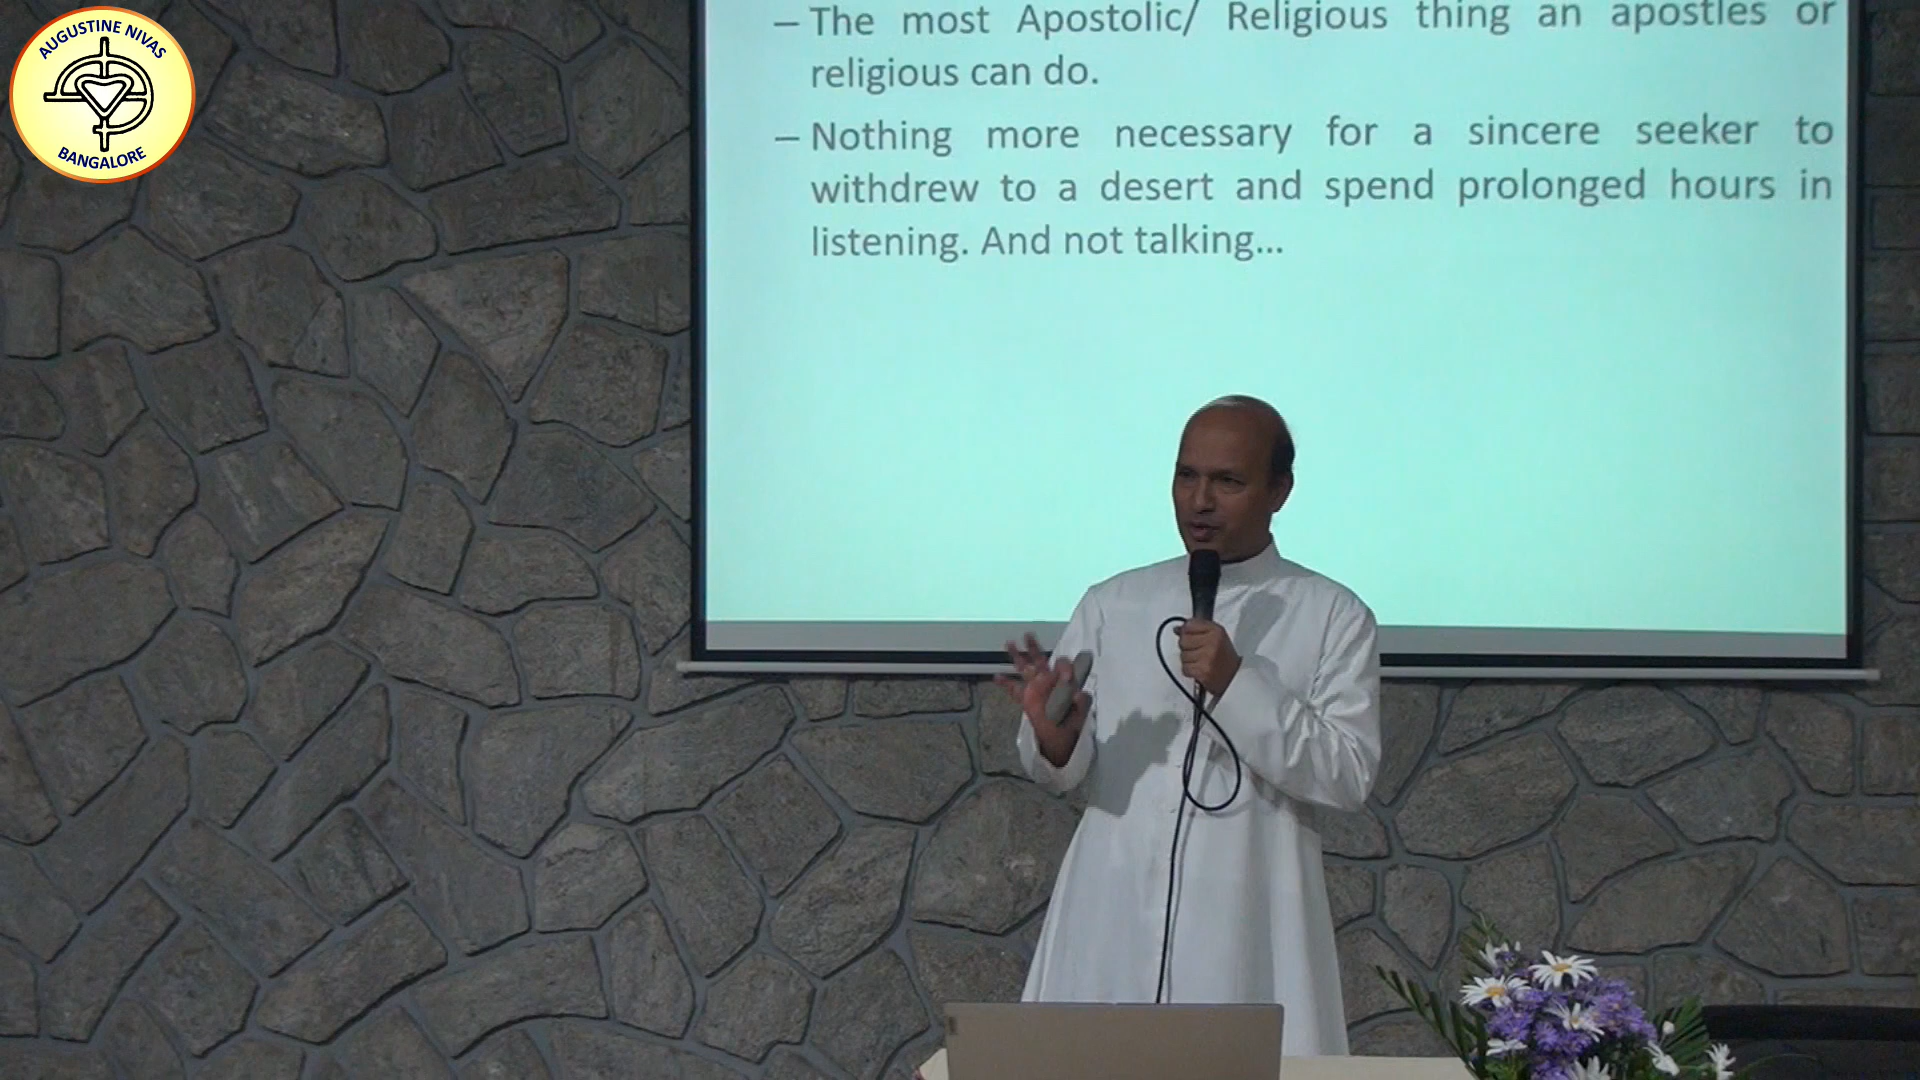 AUGUSTINE NIVAS
BANGALORE
– The most Apostolic/ Religious thing an apostles or
religious can do.
– Nothing more necessary for a sincere seeker to
withdrew to a desert and spend prolonged hours in
listening. And not talking...